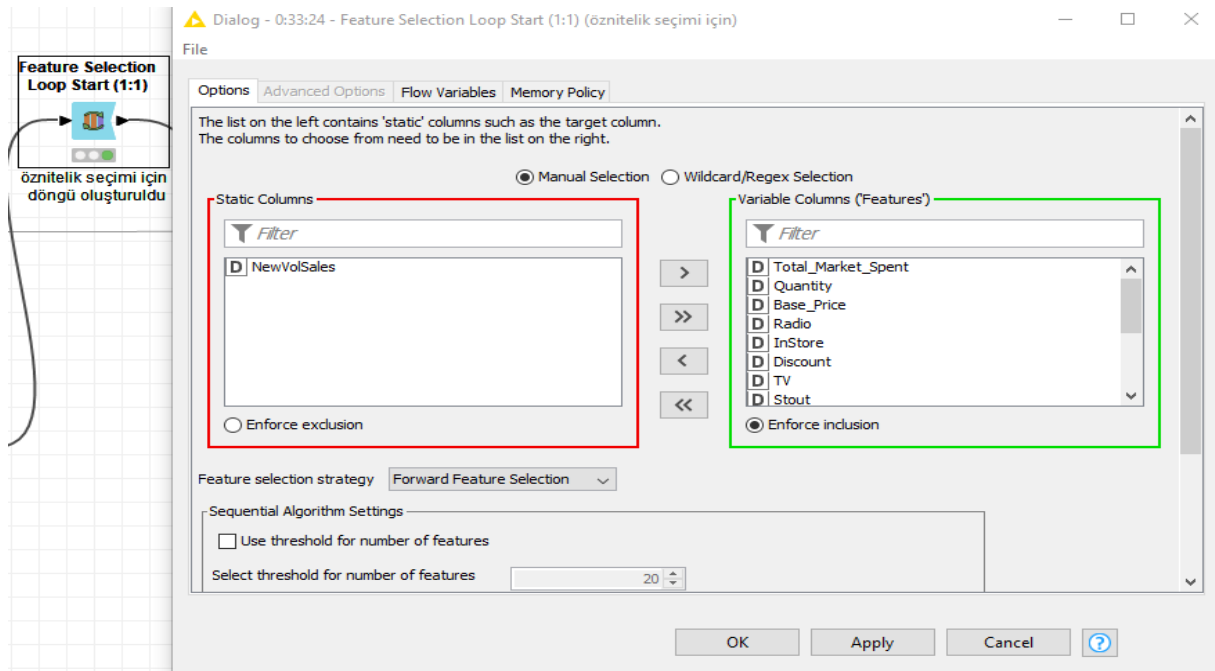 Feature Selection
Loop Start (1:1)
öznitelik seçimi için
döngü oluşturuldu
Dialog - 0:33:24 - Feature Selection Loop Start (1:1) (öznitelik seçimi için)
File
Options Advanced Options Flow Variables Memory Policy
The list on the left contains 'static' columns such as the target column.
The columns to choose from need to be in the list on the right.
Manual Selection Wildcard/Regex Selection
Static Columns
Filter
D NewVolSales
Enforce exclusion
>
>>
<
<<
Variable Columns ('Features')
Filter
D Total_Market_Spent
D Quantity
D Base_Price
D Radio
D InStore
D Discount
D TV
D Stout
Enforce inclusion
Feature selection strategy Forward Feature Selection
Sequential Algorithm Settings
Use threshold for number of features
Select threshold for number of features 20
OK Apply Cancel ?